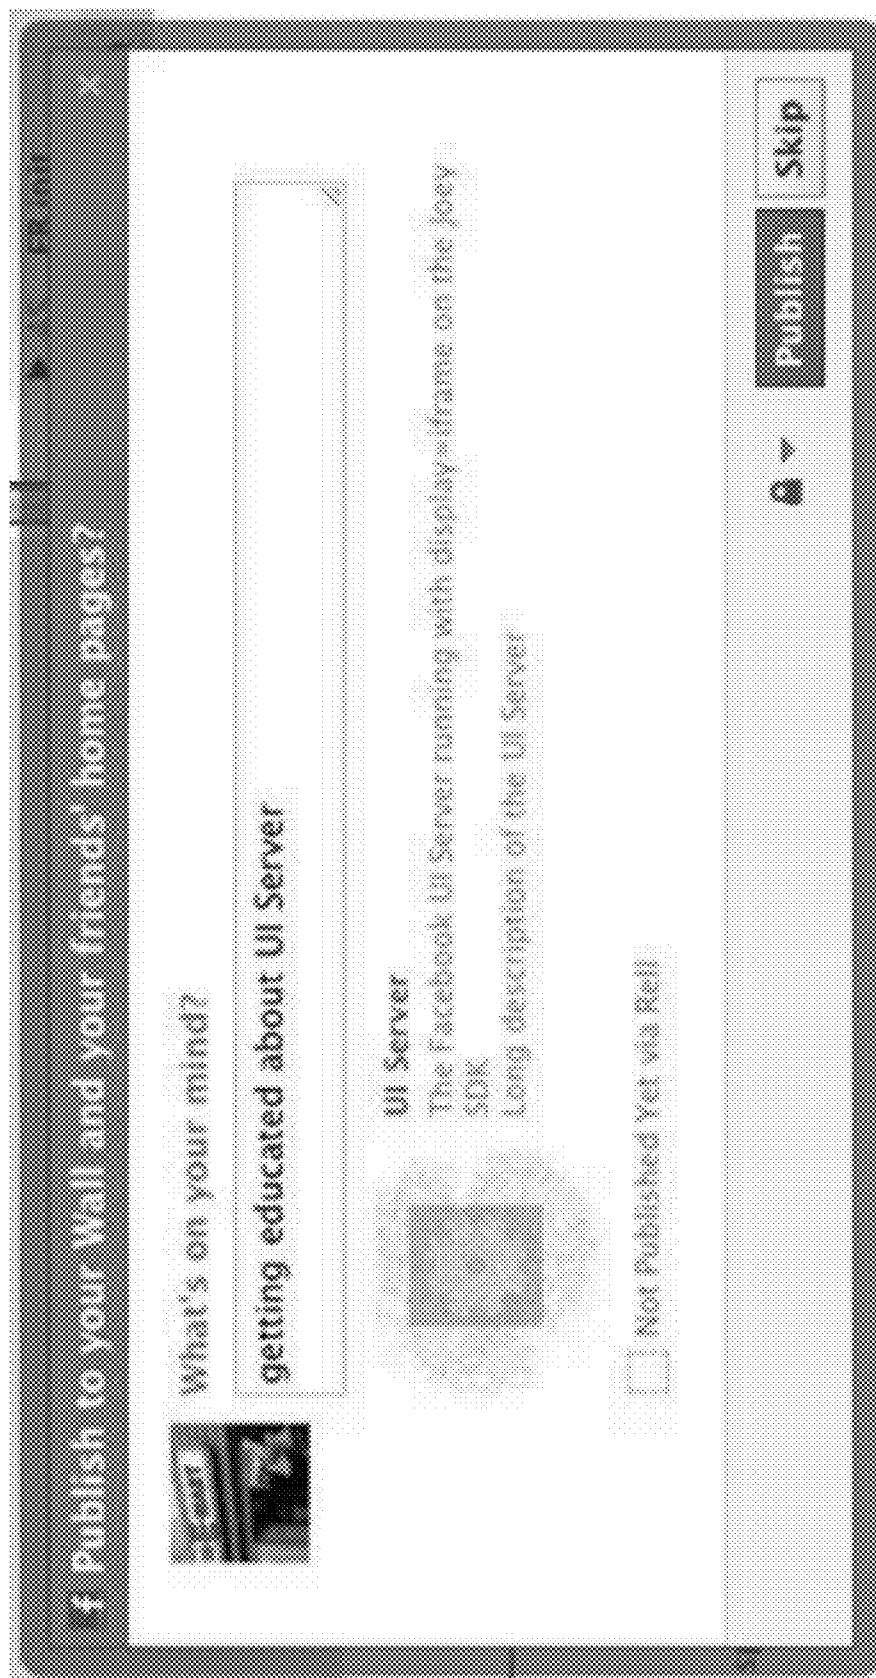 f Publish to your Wall and your friends' home pages?
What's on your mind?
getting educated about UI Server
UI Server
The Facebook UI Server running with display=iframe on the Joey
SDK
Long description of the UI Server
Not Published Yet via Rell
Publish
Skip